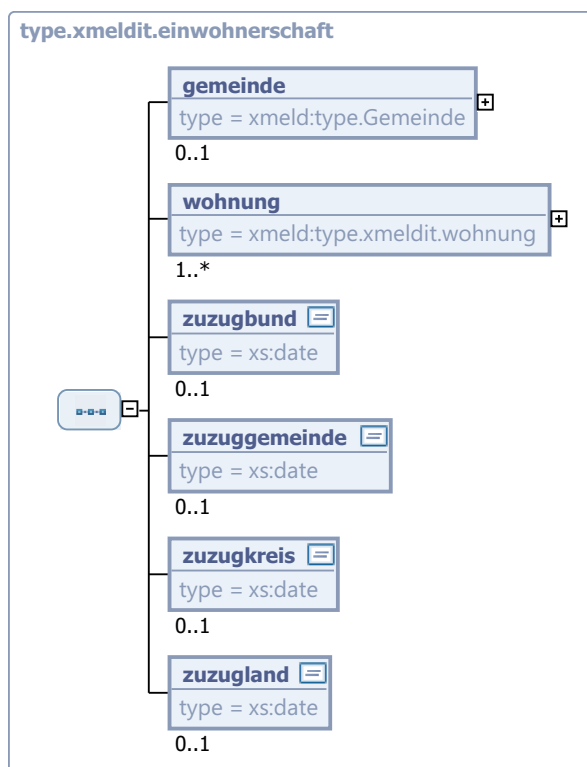 type.xmeldit.einwohnerschaft
gemeinde
type = xmeld:type.Gemeinde
0..1
wohnung
type = xmeld:type.xmeldit.wohnung
1..*
zuzugbund
type = xs:date
0..1
zuzuggemeinde
type = xs:date
0..1
zuzugkreis
type = xs:date
0..1
zuzugland
type = xs:date
0..1